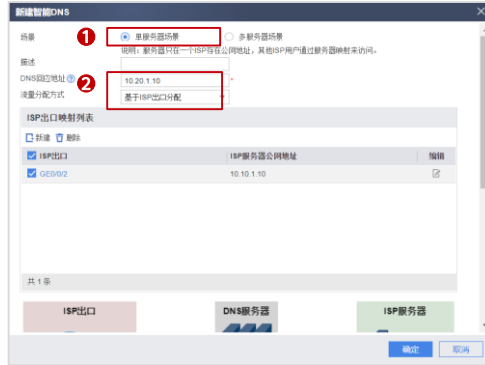 新建智能DNS
场景
1
单服务器场景
多服务器场景
说明：服务器只在一个ISP存在公网地址，其他ISP用户通过服务器映射来访问。
描述
DNS回应地址
2
10.20.1.10
*
流量分配方式
基于ISP出口分配
ISP出口映射列表
新建 删除
ISP出口 ISP服务器公网地址 编辑
GE0/0/2 10.10.1.10
共 1 条
ISP出口 DNS服务器 ISP服务器
确定 取消